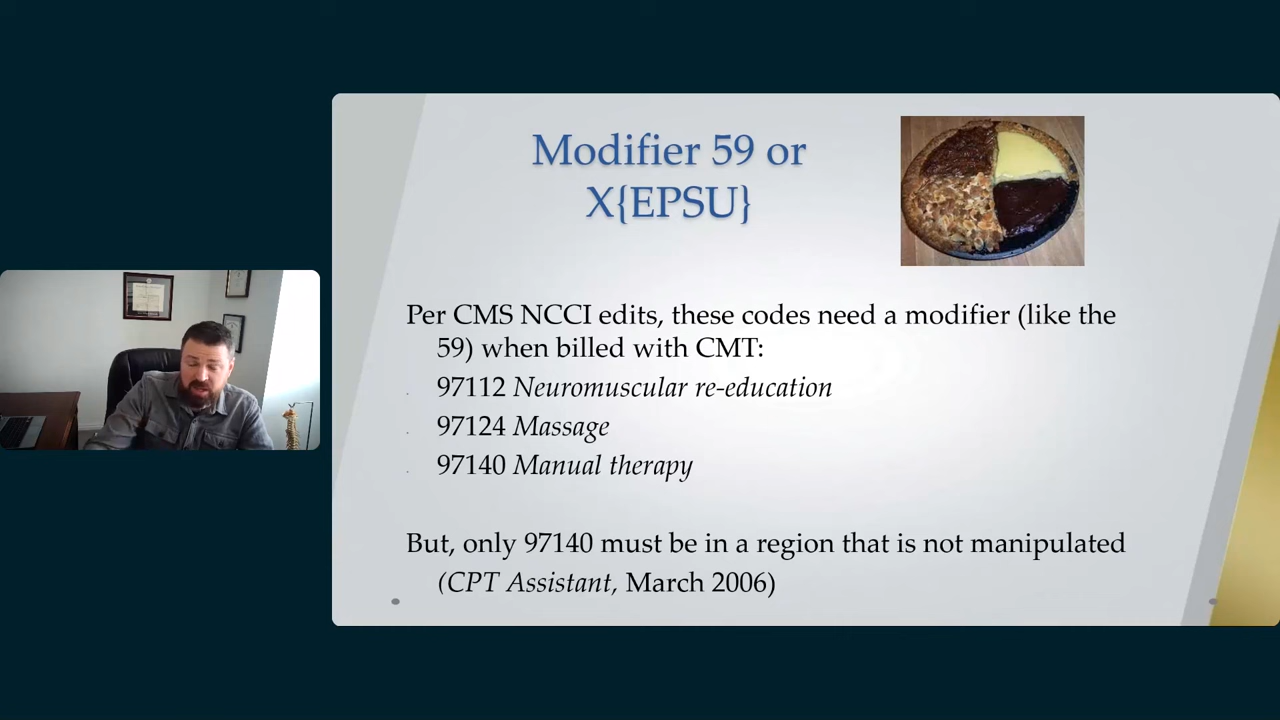 Modifier 59 or
X{EPSU}
Per CMS NCCI edits, these codes need a modifier (like the
59) when billed with CMT:
97112 Neuromuscular re-education
97124 Massage
97140 Manual therapy
But, only 97140 must be in a region that is not manipulated
(CPT Assistant, March 2006)